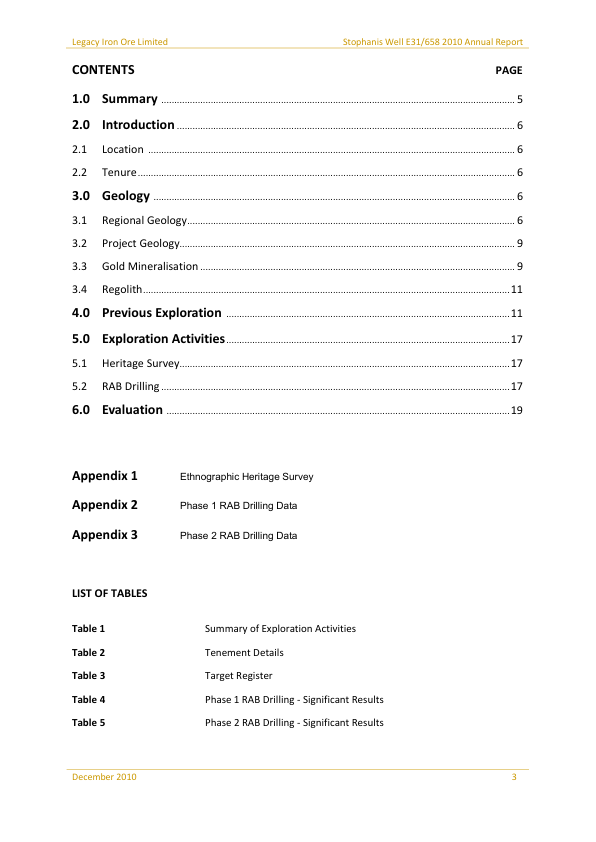 Legacy Iron Ore Limited Stophanis Well E31/658 2010 Annual Report
CONTENTS PAGE
1.0 Summary 5
2.0 Introduction 6
2.1 Location 6
2.2 Tenure 6
3.0 Geology 6
3.1 Regional Geology 6
3.2 Project Geology 9
3.3 Gold Mineralisation 9
3.4 Regolith 11
4.0 Previous Exploration 11
5.0 Exploration Activities 17
5.1 Heritage Survey 17
5.2 RAB Drilling 17
6.0 Evaluation 19
Appendix 1 Ethnographic Heritage Survey
Appendix 2 Phase 1 RAB Drilling Data
Appendix 3 Phase 2 RAB Drilling Data
LIST OF TABLES
Table 1 Summary of Exploration Activities
Table 2 Tenement Details
Table 3 Target Register
Table 4 Phase 1 RAB Drilling - Significant Results
Table 5 Phase 2 RAB Drilling - Significant Results
December 2010 3